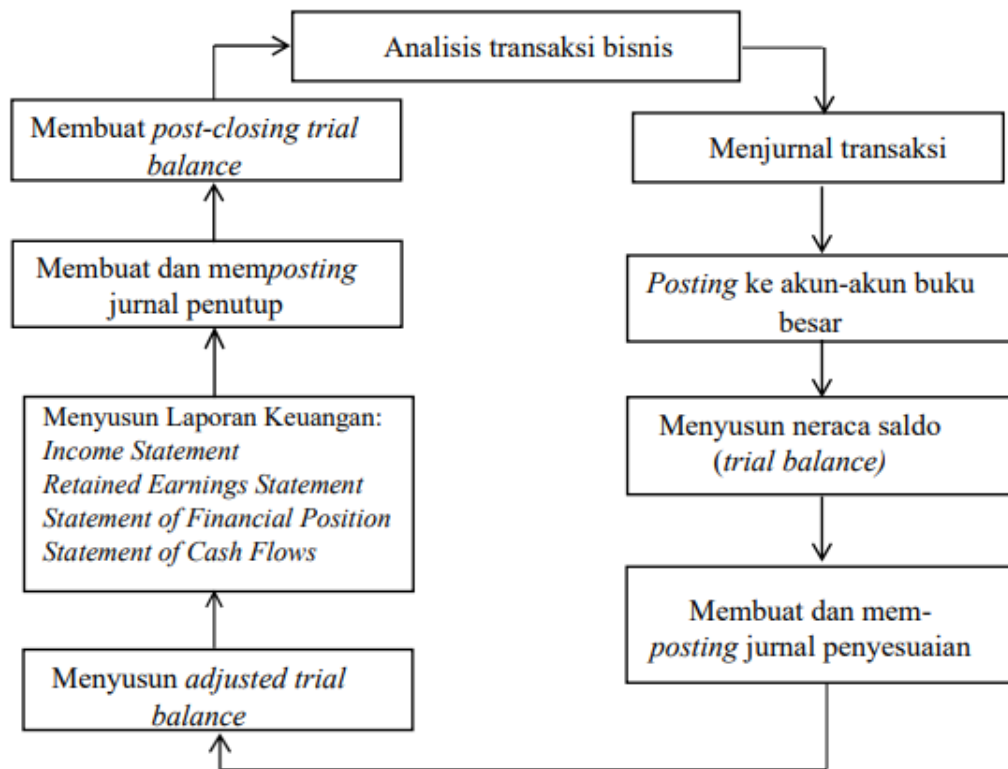 Analisis transaksi bisnis
Menjurnal transaksi
Posting ke akun-akun buku
besar
Menyusun neraca saldo
(trial balance)
Membuat dan mem-
posting jurnal penyesuaian
Menyusun adjusted trial
balance
Menyusun Laporan Keuangan:
Income Statement
Retained Earnings Statement
Statement of Financial Position
Statement of Cash Flows
Membuat dan memposting
jurnal penutup
Membuat post-closing trial
balance